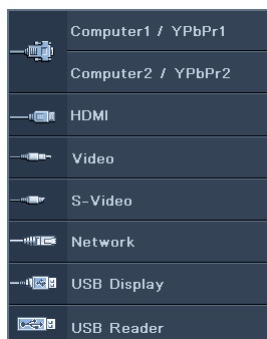 Computer1 / YPbPr1
Computer2 / YPbPr2
HDMI
Video
S-Video
Network
USB Display
USB Reader